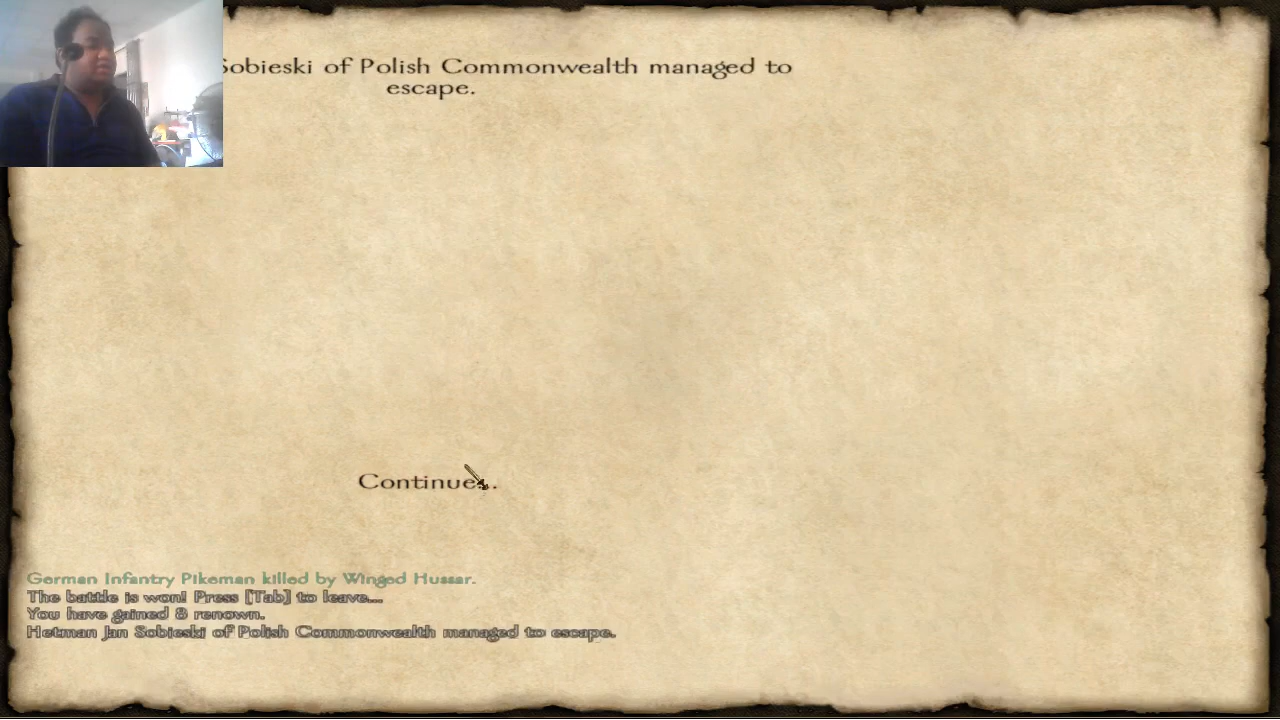 Sobieski of Polish Commonwealth managed to
escape.
Continue...
German Infantry Pikeman killed by Winged Hussar.
The battle is won! Press [Tab] to leave...
You have gained 8 renown.
Hetman Jan Sobieski of Polish Commonwealth managed to escape.